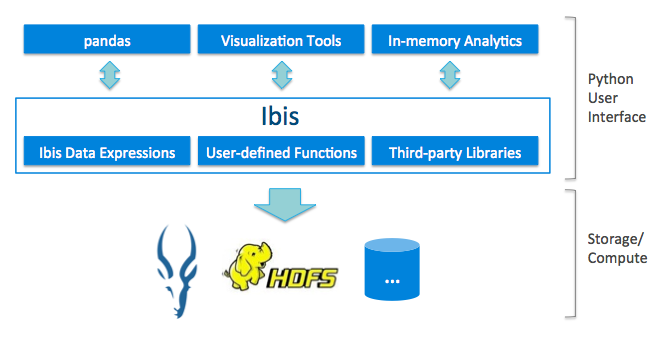 pandas
Visualization Tools
In-memory Analytics
Ibis
Ibis Data Expressions
User-defined Functions
Third-party Libraries
Python
User
Interface
HDFS
...
Storage/
Compute